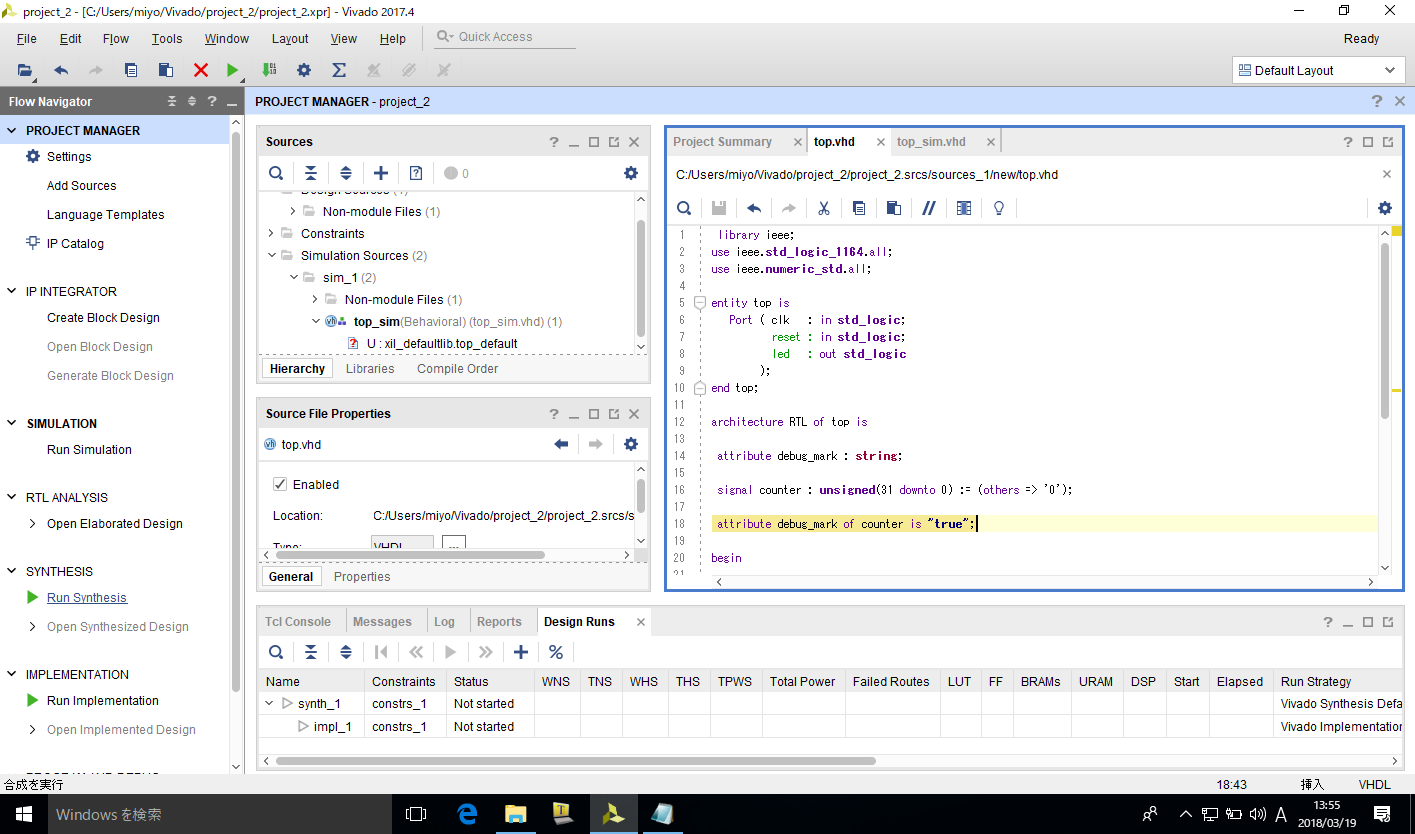 project_2 - [C:/Users/miyo/Vivado/project_2/project_2.xpr] - Vivado 2017.4
File Edit Flow Tools Window Layout View Help Quick Access Ready
Default Layout
Flow Navigator
PROJECT MANAGER
Settings
Add Sources
Language Templates
IP Catalog
IP INTEGRATOR
Create Block Design
Open Block Design
Generate Block Design
SIMULATION
Run Simulation
RTL ANALYSIS
Open Elaborated Design
SYNTHESIS
Run Synthesis
Open Synthesized Design
IMPLEMENTATION
Run Implementation
Open Implemented Design
PROJECT MANAGER - project_2
Sources
0
Design Sources (1)
Non-module Files (1)
Constraints
Simulation Sources (2)
sim_1 (2)
Non-module Files (1)
top_sim(Behavioral) (top_sim.vhd) (1)
U : xil_defaultlib.top_default
Hierarchy Libraries Compile Order
Source File Properties
top.vhd
Enabled
Location: C:/Users/miyo/Vivado/project_2/project_2.srcs/s
Type: VHDL ...
General Properties
Project Summary top.vhd top_sim.vhd
C:/Users/miyo/Vivado/project_2/project_2.srcs/sources_1/new/top.vhd
1 library ieee;
2 use ieee.std_logic_1164.all;
3 use ieee.numeric_std.all;
4
5 entity top is
6 Port ( clk : in std_logic;
7 reset : in std_logic;
8 led : out std_logic
9 );
10 end top;
11
12 architecture RTL of top is
13
14 attribute debug_mark : string;
15
16 signal counter : unsigned(31 downto 0) := (others => '0');
17
18 attribute debug_mark of counter is "true";
19
20 begin
21
Tcl Console Messages Log Reports Design Runs
Name Constraints Status WNS TNS WHS THS TPWS Total Power Failed Routes LUT FF BRAMs URAM DSP Start Elapsed Run Strategy
synth_1 constrs_1 Not started Vivado Synthesis Defa
impl_1 constrs_1 Not started Vivado Implementation
合成を実行 18:43 挿入 VHDL
Windows を検索
A
13:55
2018/03/19